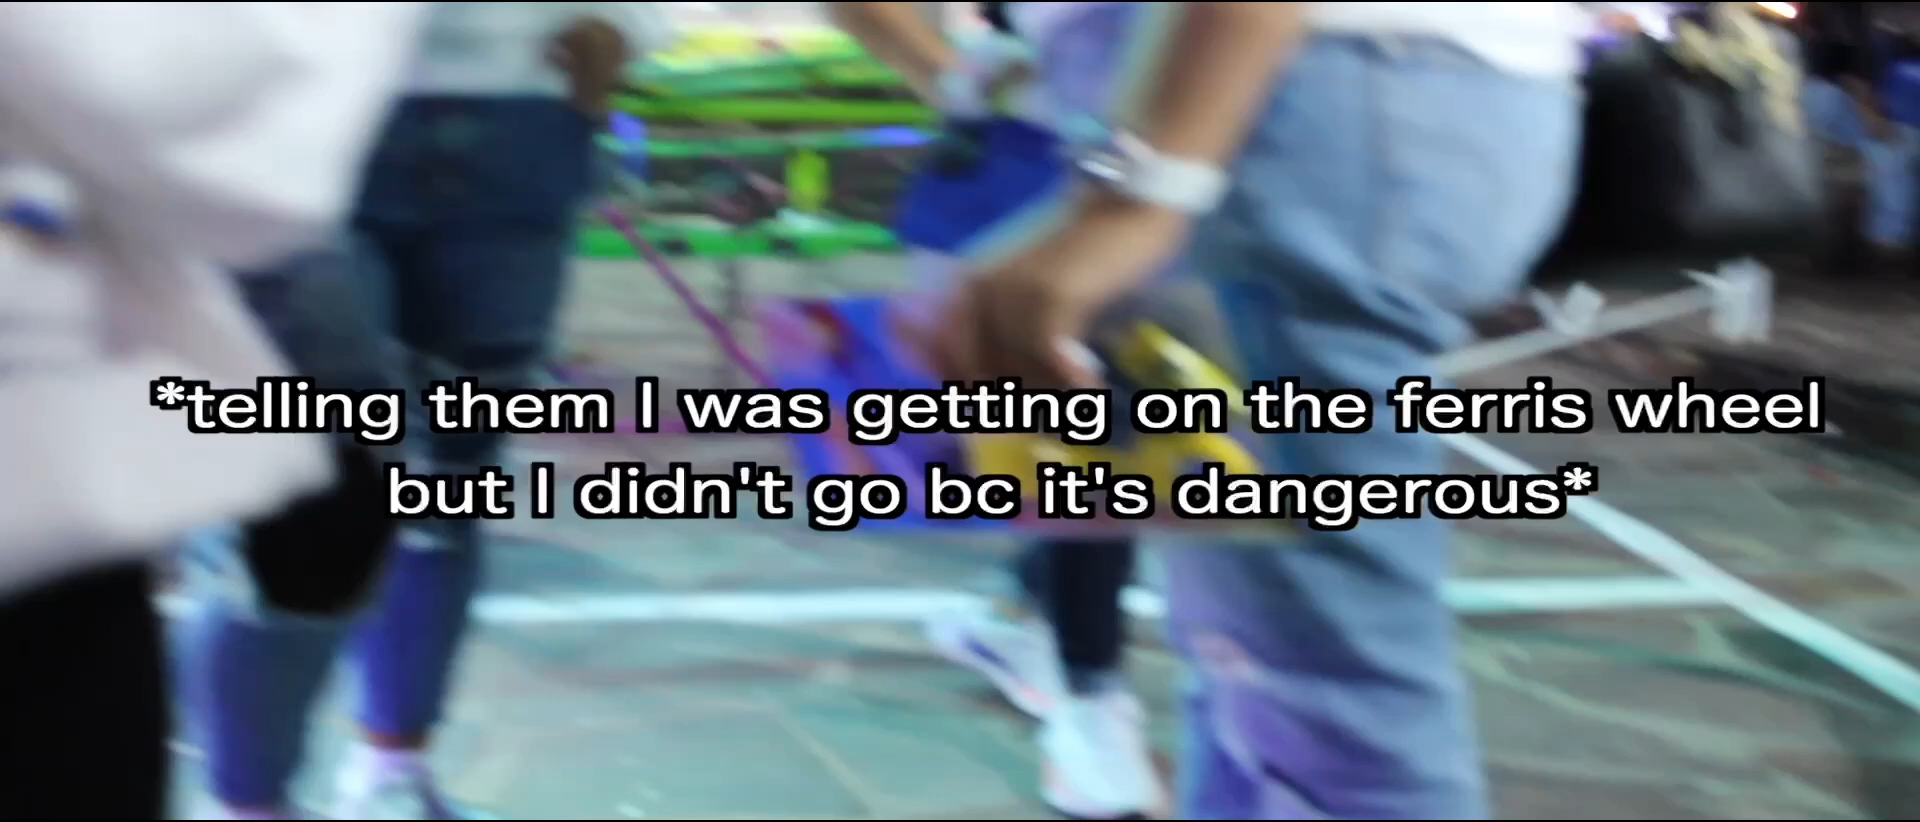 *telling them I was getting on the ferris wheel
but I didn't go bc it's dangerous*